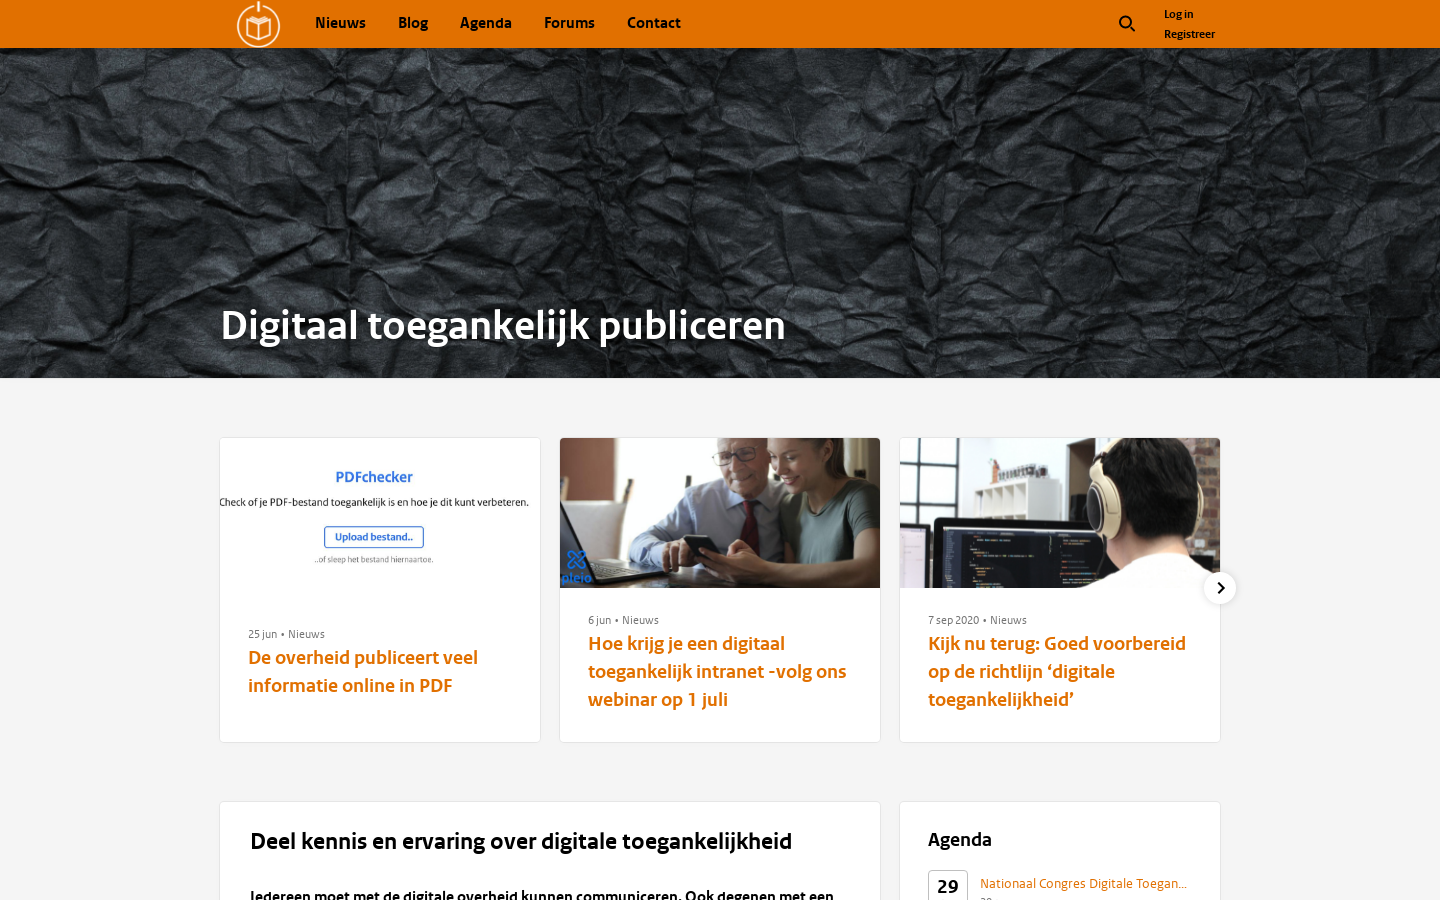 Nieuws
Blog
Agenda
Forums
Contact
Log in
Registreer
Digitaal toegankelijk publiceren
PDFchecker
Check of je PDF-bestand toegankelijk is en hoe je dit kunt verbeteren.
Upload bestand..
..of sleep het bestand hiernaartoe.
25 jun • Nieuws
De overheid publiceert veel
informatie online in PDF
pleio
6 jun • Nieuws
Hoe krijg je een digitaal
toegankelijk intranet -volg ons
webinar op 1 juli
7 sep 2020 • Nieuws
Kijk nu terug: Goed voorbereid
op de richtlijn ‘digitale
toegankelijkheid’
Deel kennis en ervaring over digitale toegankelijkheid
Iedereen moet met de digitale overheid kunnen communiceren. Ook degenen met een
Agenda
29
Nationaal Congres Digitale Toegan...